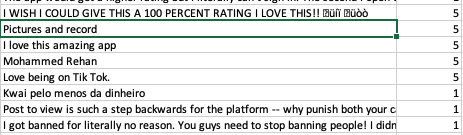 I WISH I COULD GIVE THIS A 100 PERCENT RATING I LOVE THIS!! 5
Pictures and record 5
I love this amazing app 5
Mohammed Rehan 5
Love being on Tik Tok. 5
Kwai pelo menos da dinheiro 1
Post to view is such a step backwards for the platform -- why punish both your c 1
I got banned for literally no reason. You guys need to stop banning people! I didn 1